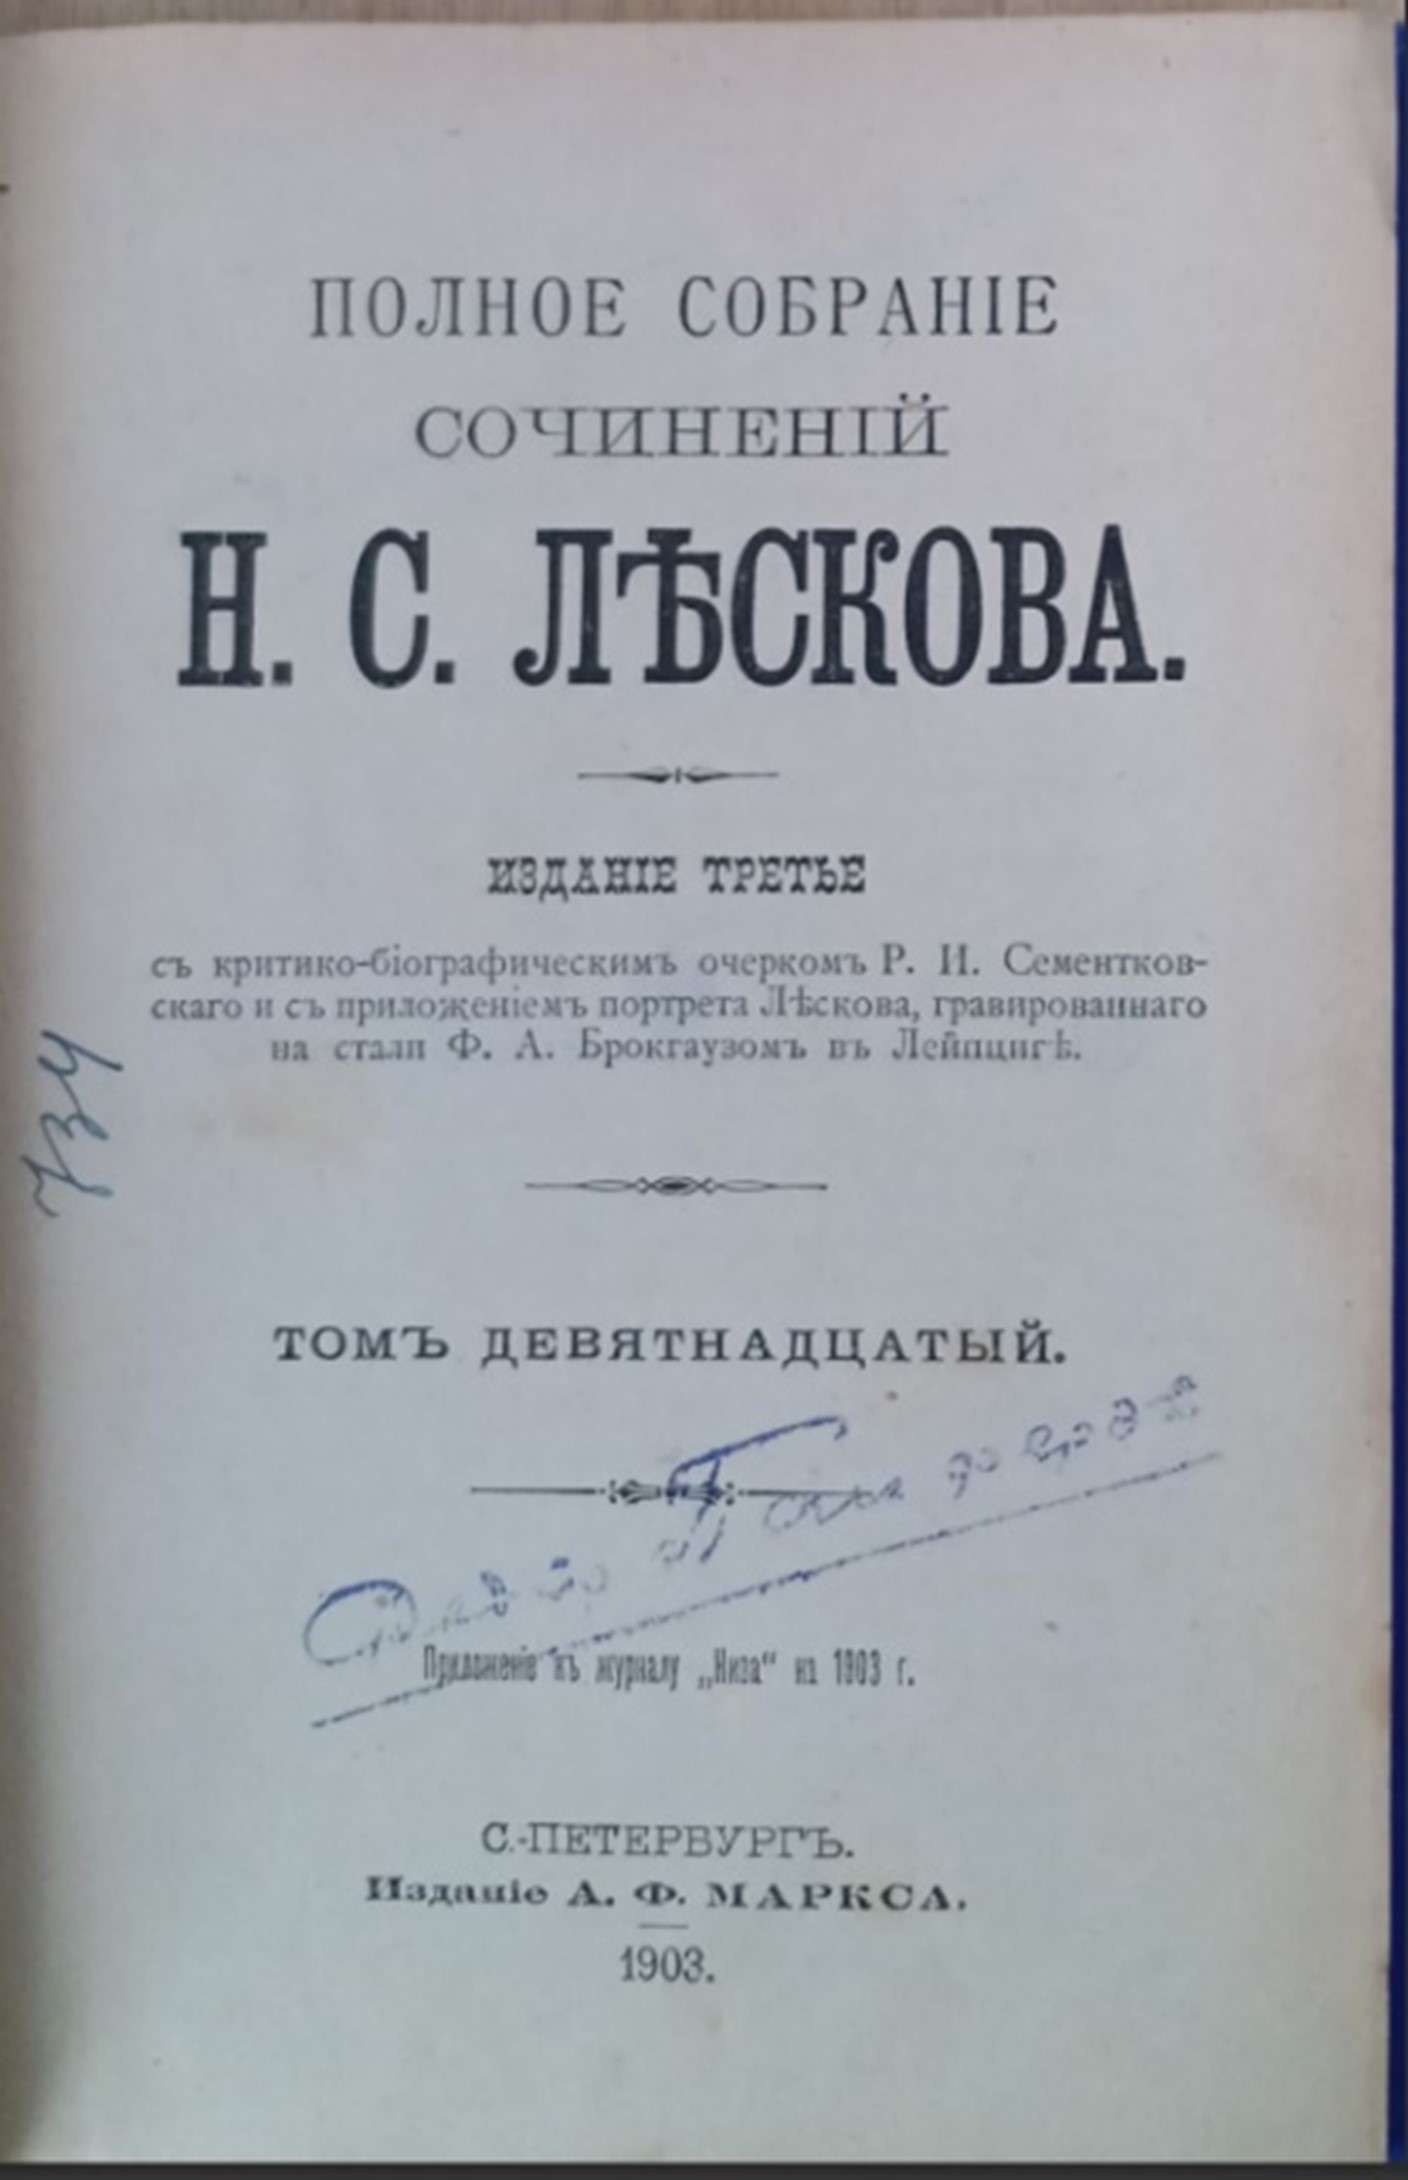 ПОЛНОЕ СОБРАНІЕ
СОЧИНЕНІЙ
Н. С. ЛѢСКОВА.
ИЗДАНІЕ ТРЕТЬЕ
съ критико-біографическимъ очеркомъ Р. И. Сементков-
скаго и съ приложеніемъ портрета Лѣскова, гравированнаго
на стали Ф. А. Брокгаузомъ въ Лейпцигѣ.
734
ТОМЪ ДЕВЯТНАДЦАТЫЙ.
Приложеніе къ журналу „Нива“ на 1903 г.
С.-ПЕТЕРБУРГЪ.
Изданіе А. Ф. МАРКСА.
1903.